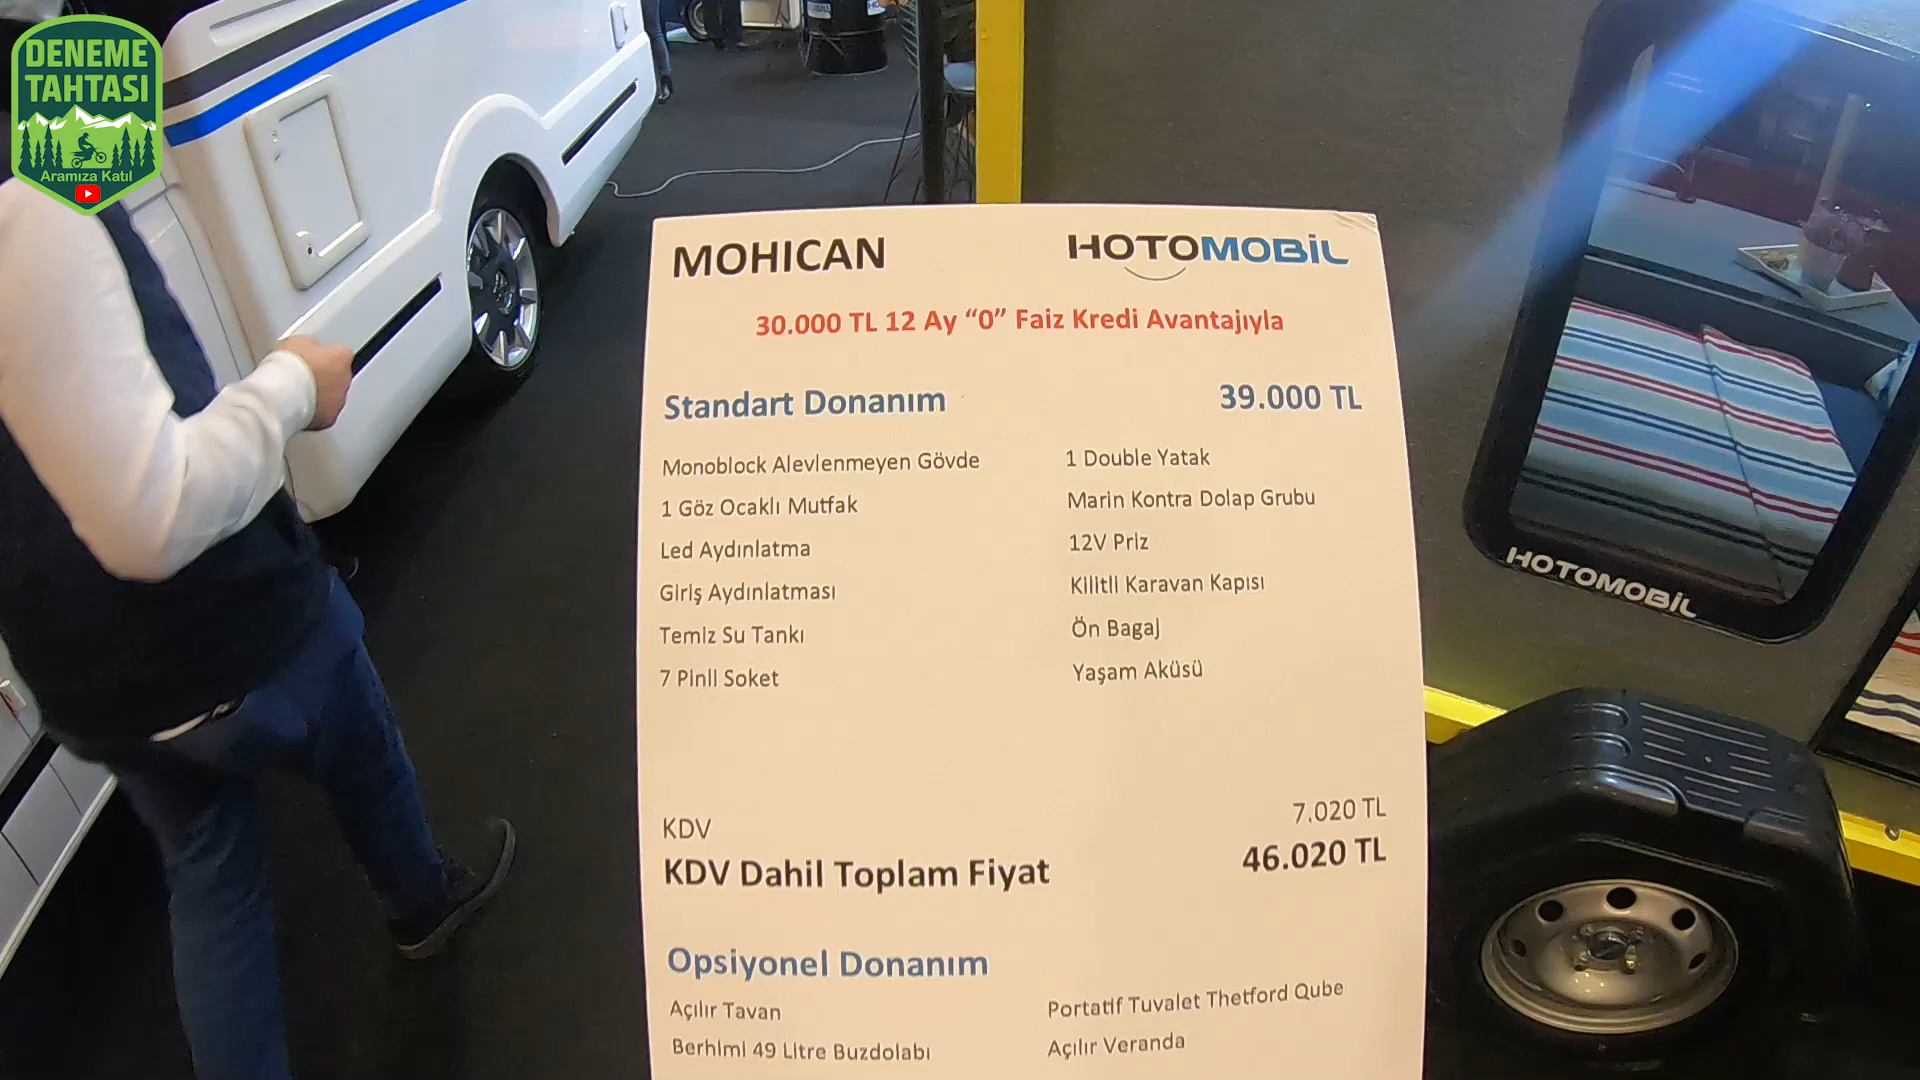 DENEME
TAHTASI
Aramıza Katıl
MOHICAN
HOTOMOBİL
30.000 TL 12 Ay “0” Faiz Kredi Avantajıyla
Standart Donanım 39.000 TL
Monoblock Alevlenmeyen Gövde
1 Double Yatak
1 Göz Ocaklı Mutfak
Marin Kontra Dolap Grubu
Led Aydınlatma
12V Priz
Giriş Aydınlatması
Kilitli Karavan Kapısı
Temiz Su Tankı
Ön Bagaj
7 Pinli Soket
Yaşam Aküsü
KDV 7.020 TL
KDV Dahil Toplam Fiyat 46.020 TL
Opsiyonel Donanım
Açılır Tavan
Portatif Tuvalet Thetford Qube
Berhimi 49 Litre Buzdolabı
Açılır Veranda
HOTOMOBİL